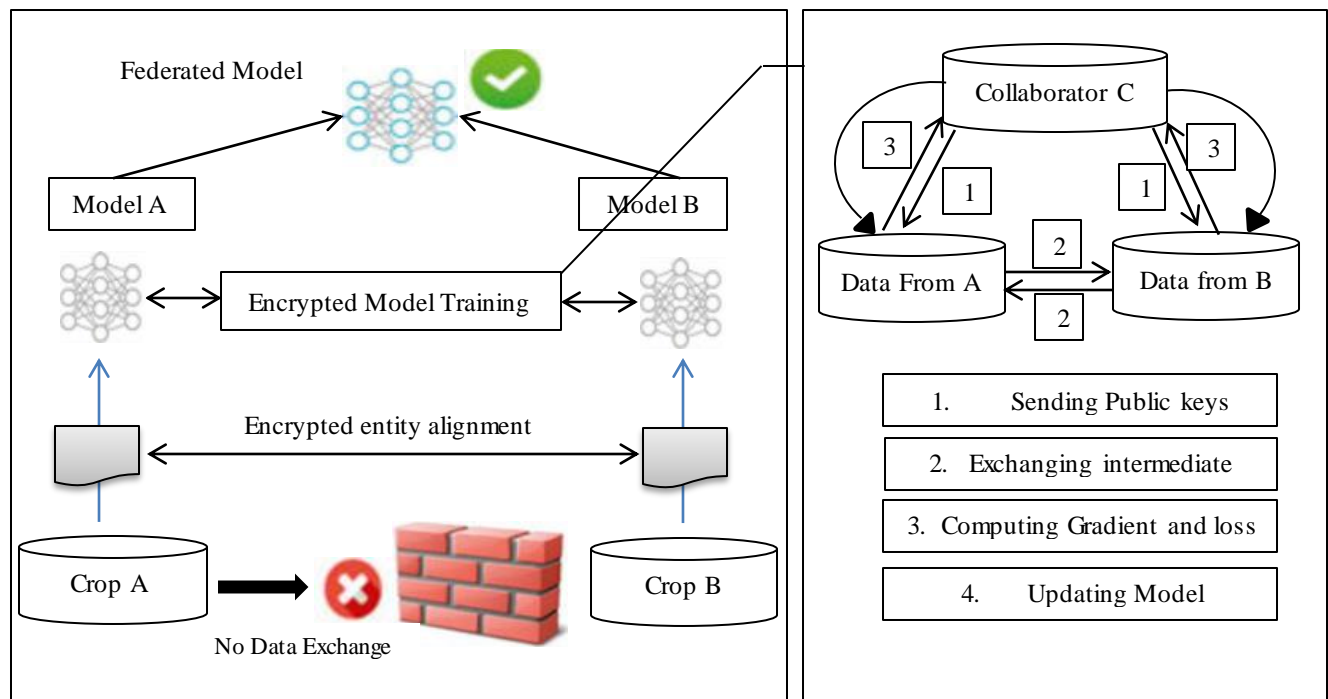 Federated Model
Model A
Model B
Encrypted Model Training
Encrypted entity alignment
Crop A
Crop B
No Data Exchange
Collaborator C
3
3
1
1
2
Data From A
Data from B
2
1. Sending Public keys
2. Exchanging intermediate
3. Computing Gradient and loss
4. Updating Model